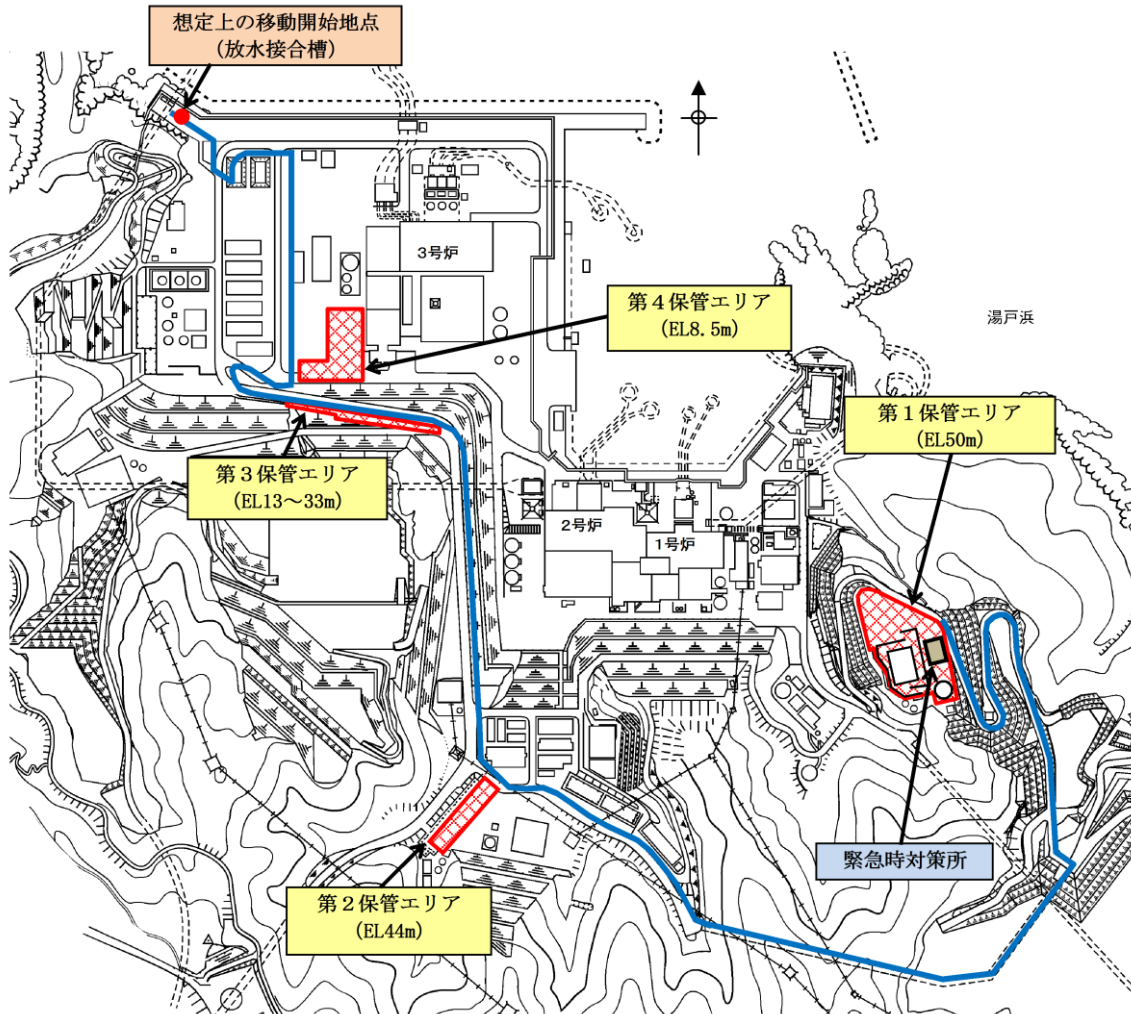 想定上の移動開始地点
(放水接合槽)
3号炉
第4保管エリア
(EL8.5m)
湯戸浜
第1保管エリア
(EL50m)
第3保管エリア
(EL13~33m)
2号炉
1号炉
緊急時対策所
第2保管エリア
(EL44m)